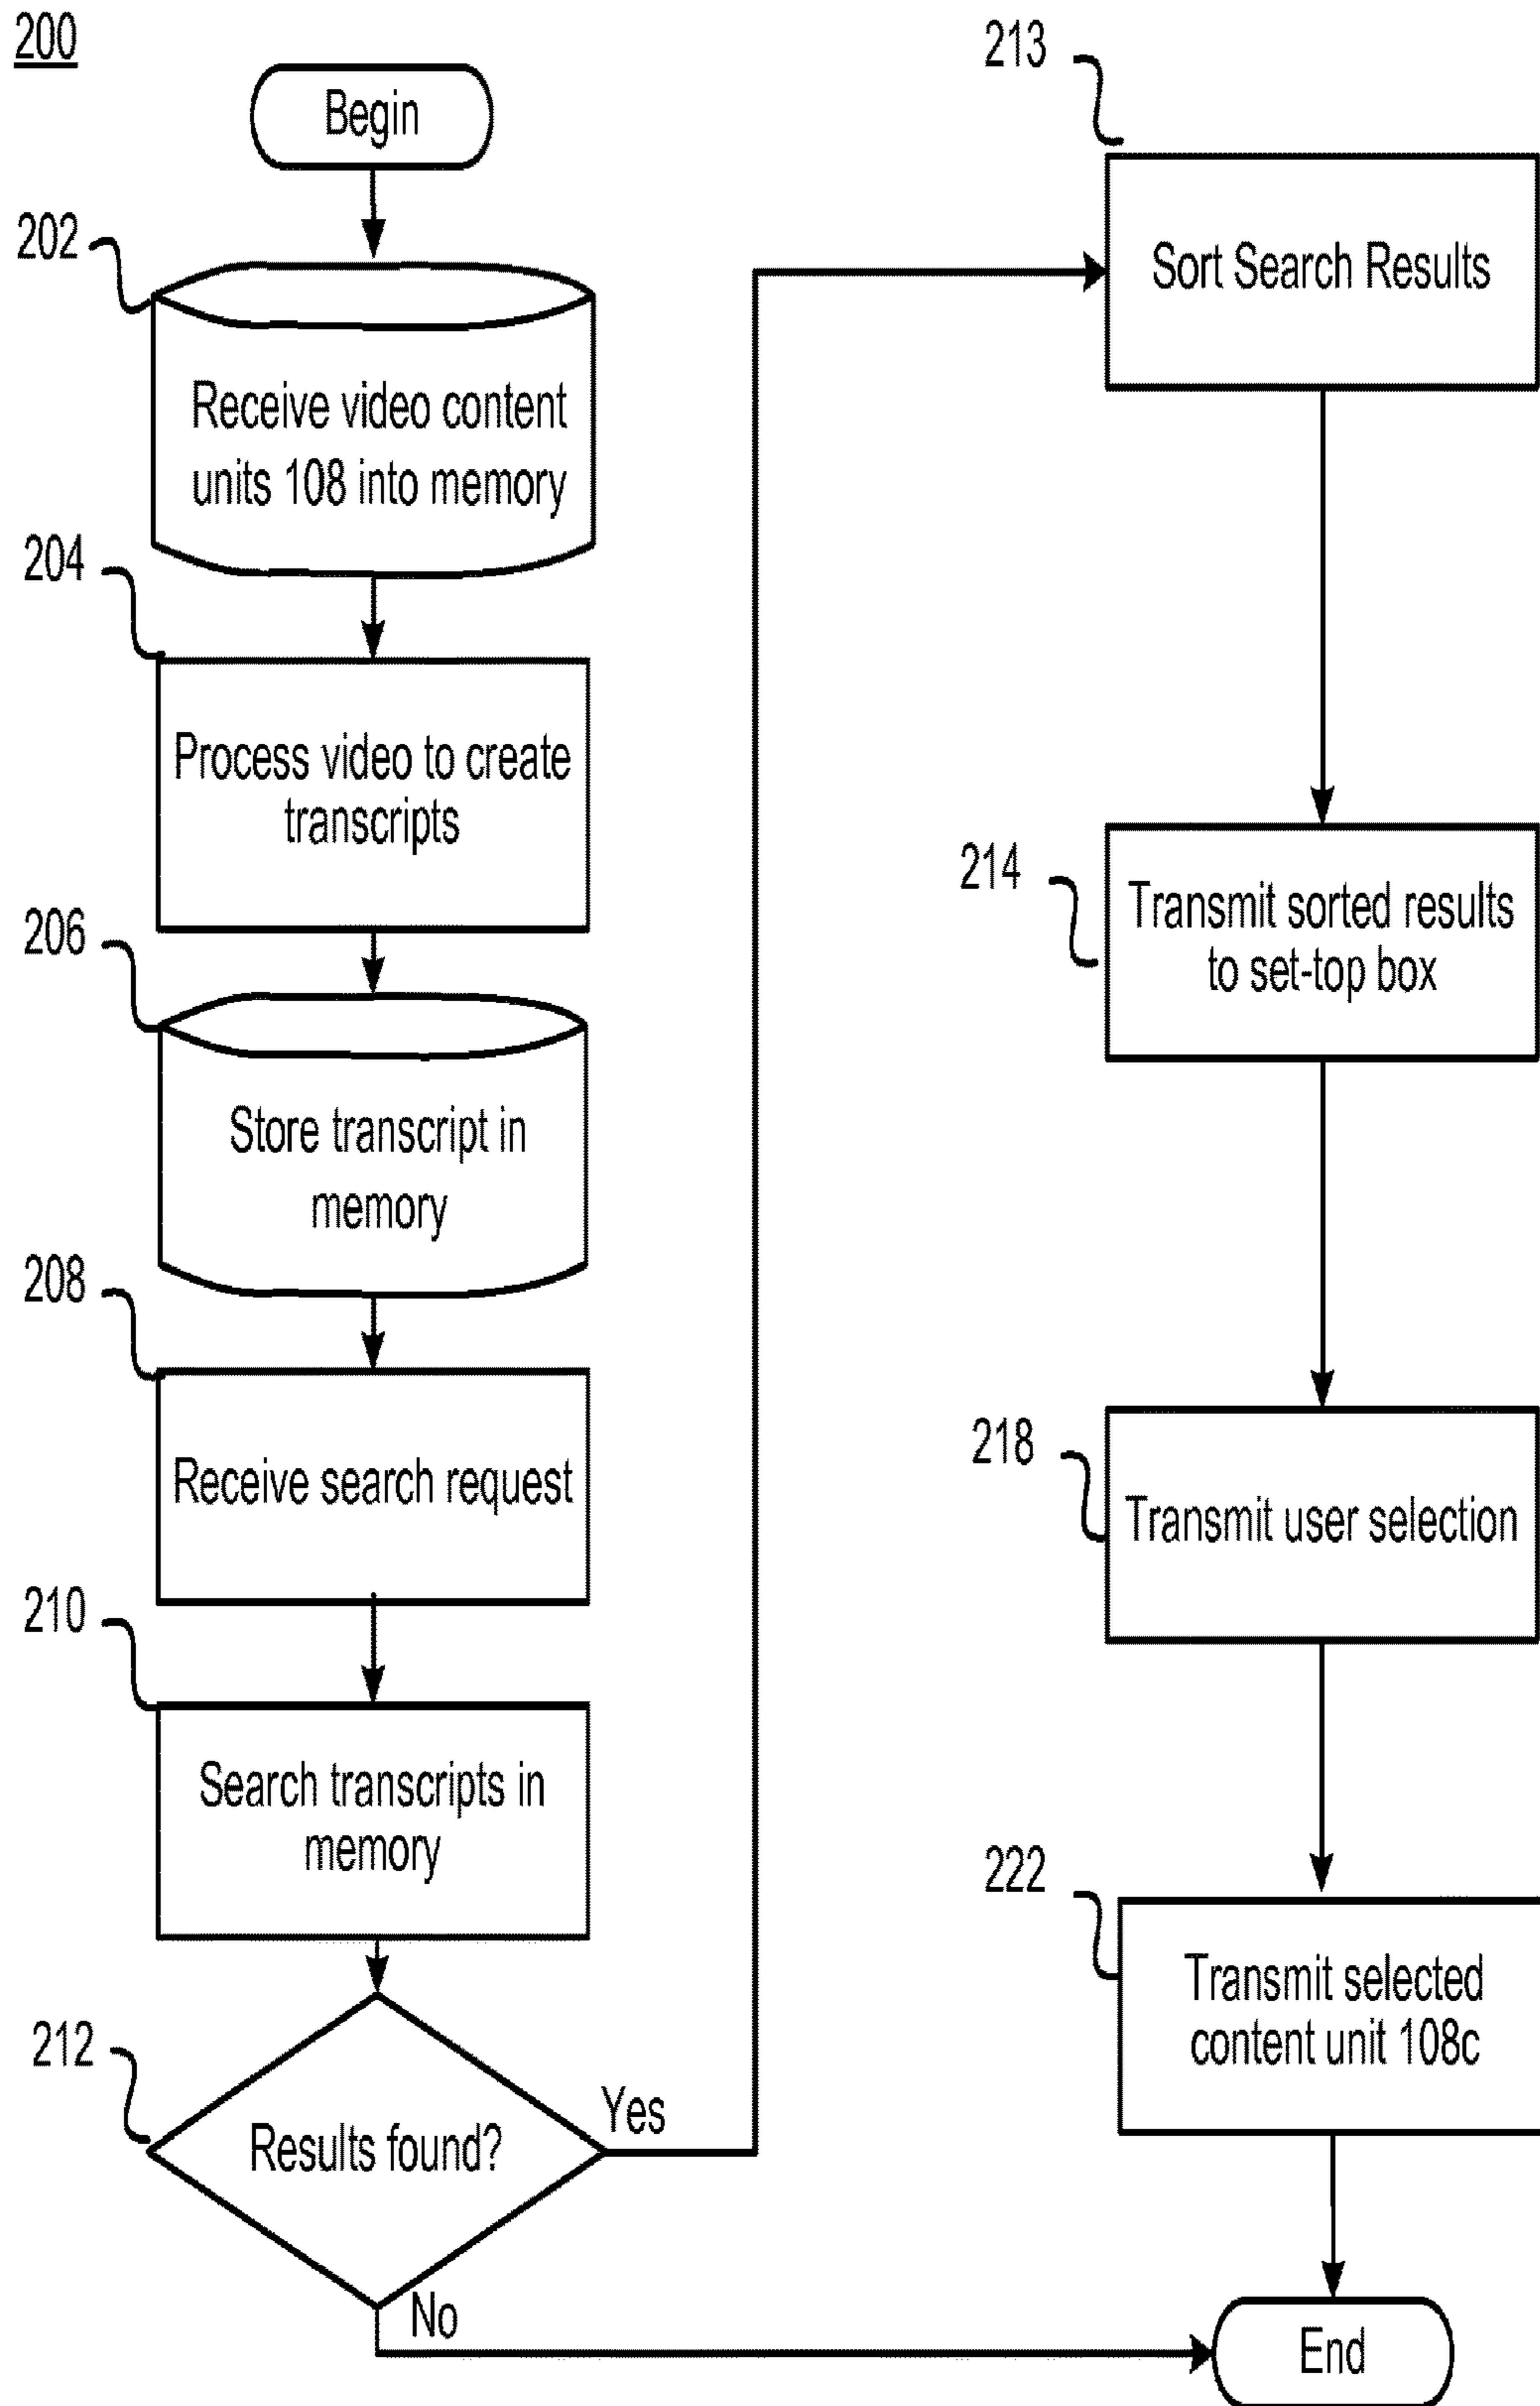 200
Begin
202
Receive video content
units 108 into memory
204
Process video to create
transcripts
206
Store transcript in
memory
208
Receive search request
210
Search transcripts in
memory
212
Results found?
Yes
No
213
Sort Search Results
214
Transmit sorted results
to set-top box
218
Transmit user selection
222
Transmit selected
content unit 108c
End